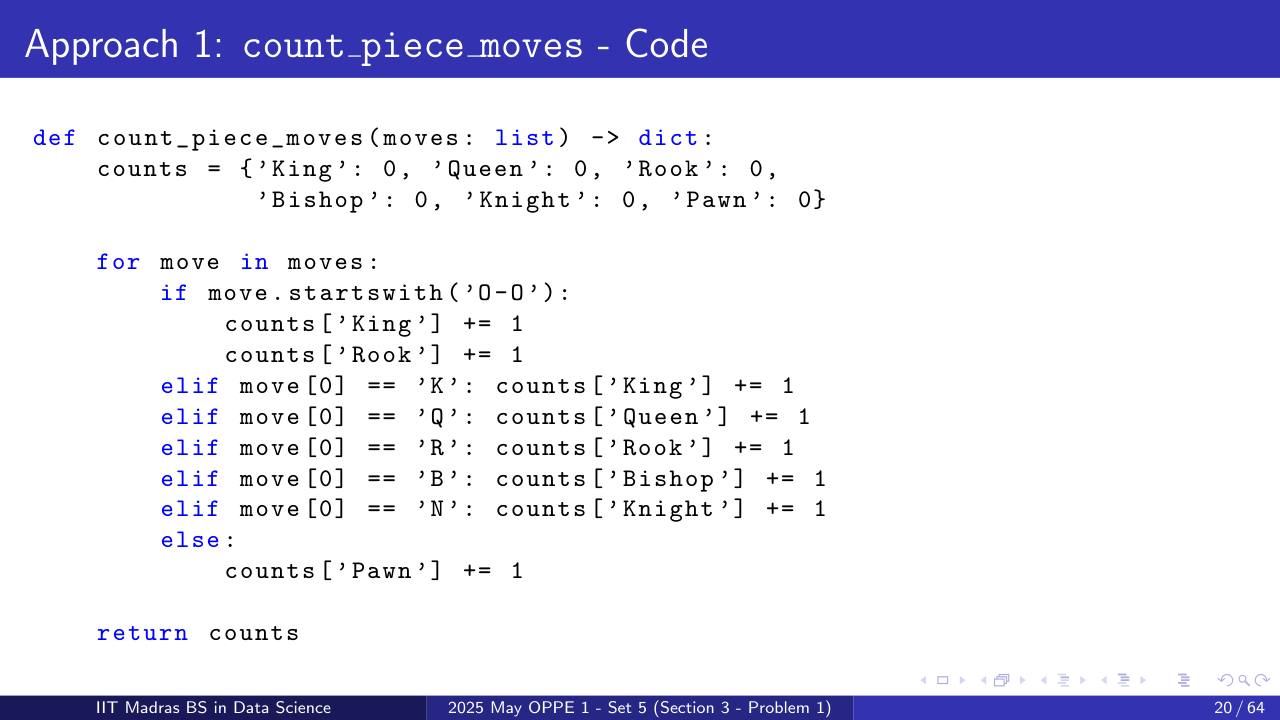 Approach 1: count_piece_moves - Code
def count_piece_moves(moves: list) -> dict:
    counts = {'King': 0, 'Queen': 0, 'Rook': 0,
              'Bishop': 0, 'Knight': 0, 'Pawn': 0}
    for move in moves:
        if move.startswith('O-O'):
            counts['King'] += 1
            counts['Rook'] += 1
        elif move[0] == 'K': counts['King'] += 1
        elif move[0] == 'Q': counts['Queen'] += 1
        elif move[0] == 'R': counts['Rook'] += 1
        elif move[0] == 'B': counts['Bishop'] += 1
        elif move[0] == 'N': counts['Knight'] += 1
        else:
            counts['Pawn'] += 1
    return counts
IIT Madras BS in Data Science 2025 May OPPE 1 - Set 5 (Section 3 - Problem 1) 20 / 64